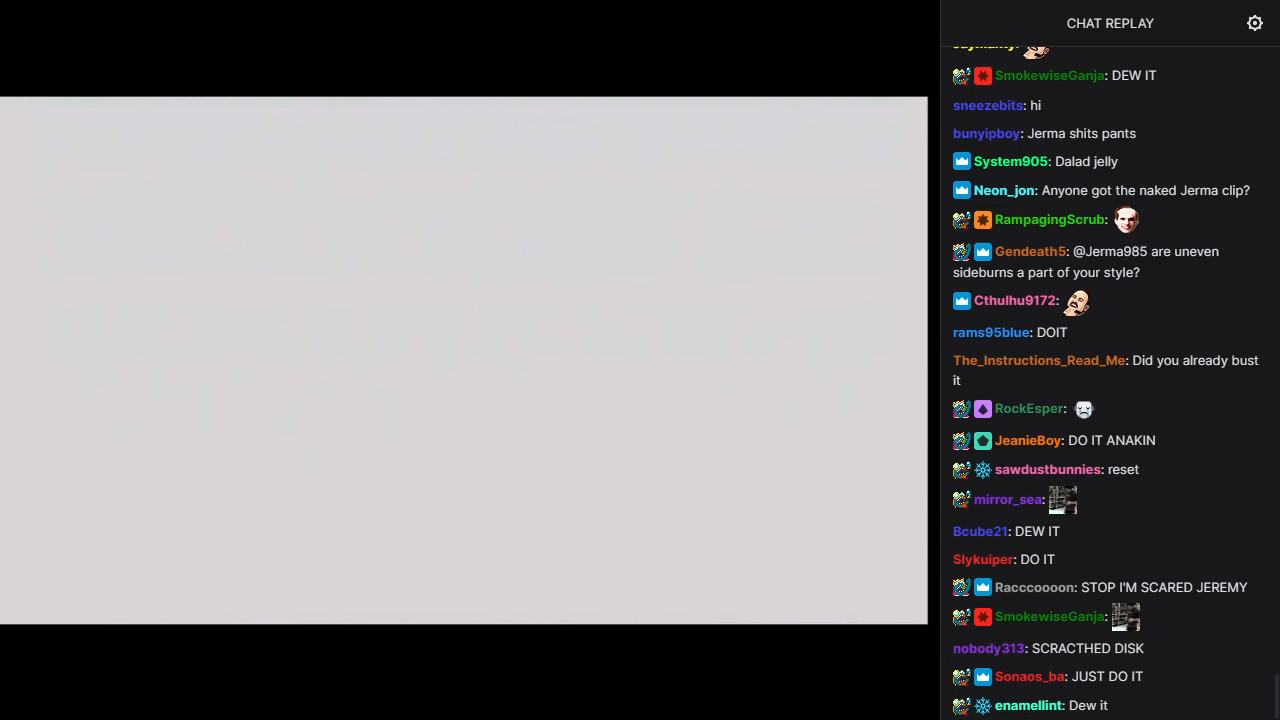 CHAT REPLAY
SmokewiseGanja: DEW IT
sneezebits: hi
bunyipboy: Jerma shits pants
System905: Dalad jelly
Neon_jon: Anyone got the naked Jerma clip?
RampagingScrub:
Gendeath5: @Jerma985 are uneven
sideburns a part of your style?
Cthulhu9172:
rams95blue: DOIT
The_Instructions_Read_Me: Did you already bust
it
RockEsper:
JeanieBoy: DO IT ANAKIN
sawdustbunnies: reset
mirror_sea:
Bcube21: DEW IT
Slykuiper: DO IT
Racccoooon: STOP I'M SCARED JEREMY
SmokewiseGanja:
nobody313: SCRACTHED DISK
Sonaos_ba: JUST DO IT
enamellint: Dew it